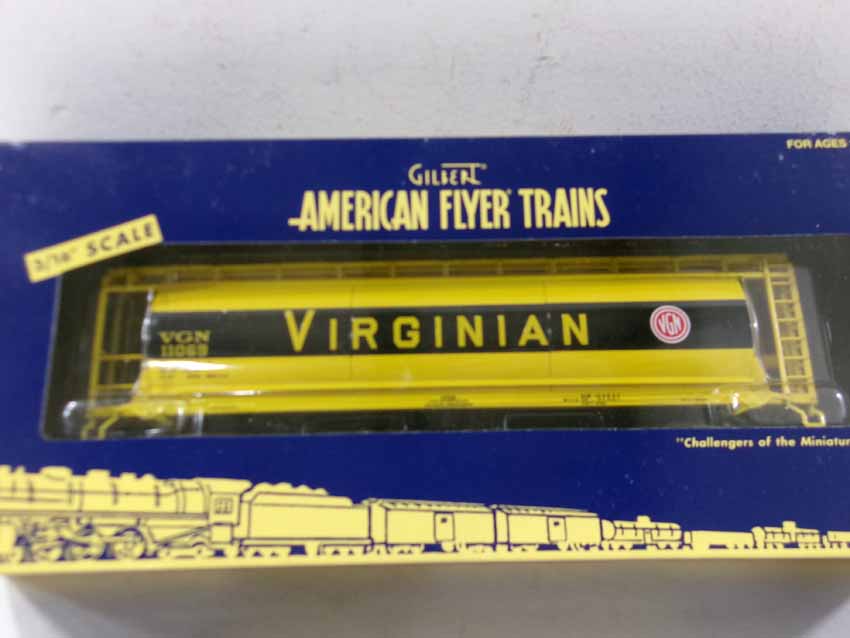 FOR AGES
GILBERT®
AMERICAN FLYER® TRAINS
3/16" SCALE
VIRGINIAN
VGN
11069
VGN
"Challengers of the Miniatur